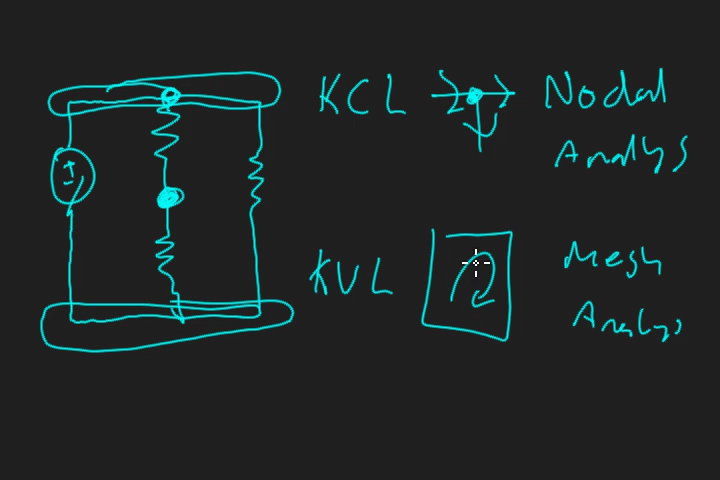 KCL
Nodal
Analys
KVL
Mesh
Analys